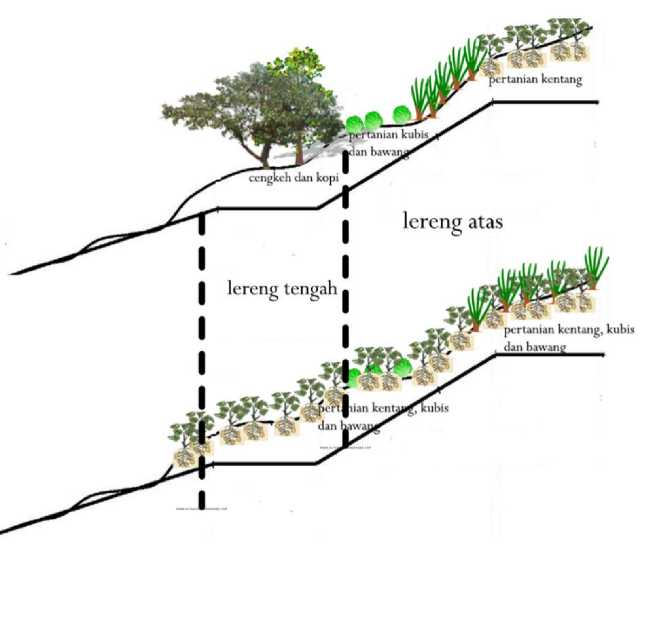 pertanian kentang
pertanian kubis
dan bawang
cengkeh dan kopi
lereng atas
lereng tengah
pertanian kentang, kubis
dan bawang
pertanian kentang, kubis
dan bawang